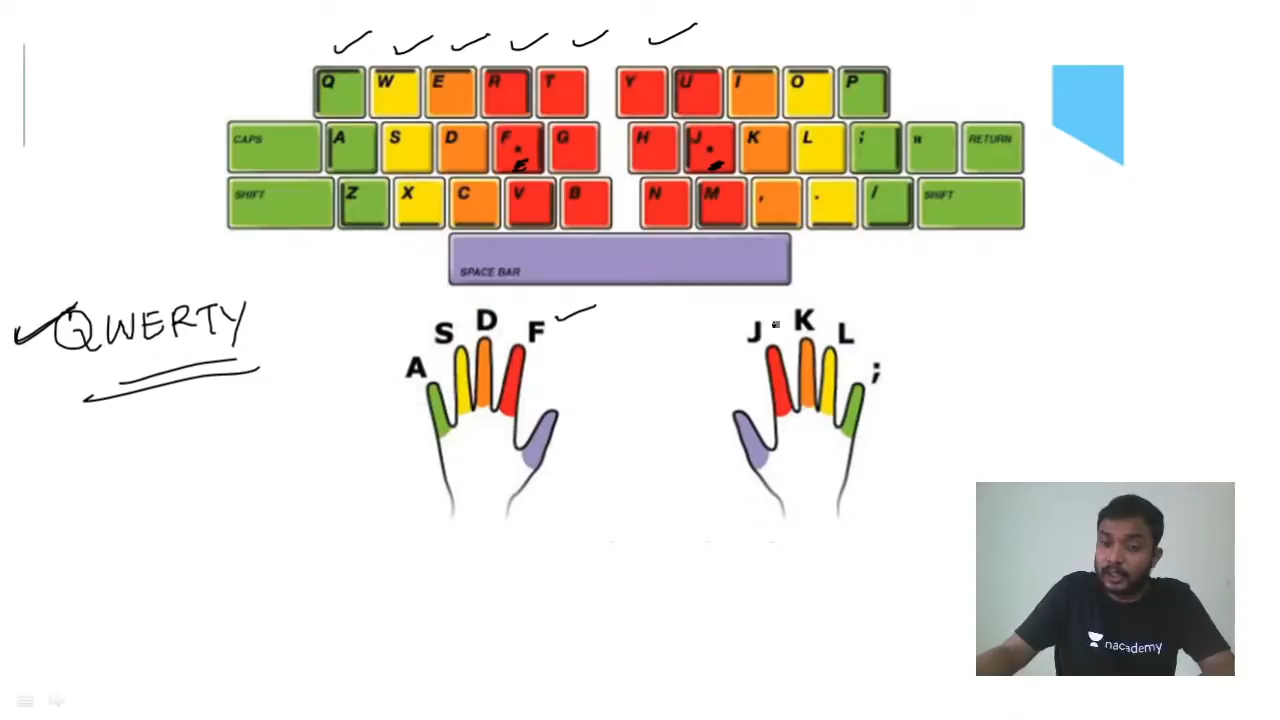 Q W E R T Y U I O P
CAPS A S D F G H J K L ; " RETURN
SHIFT Z X C V B N M , . / SHIFT
SPACE BAR
QWERTY
A S D F J K L ;
nacademy